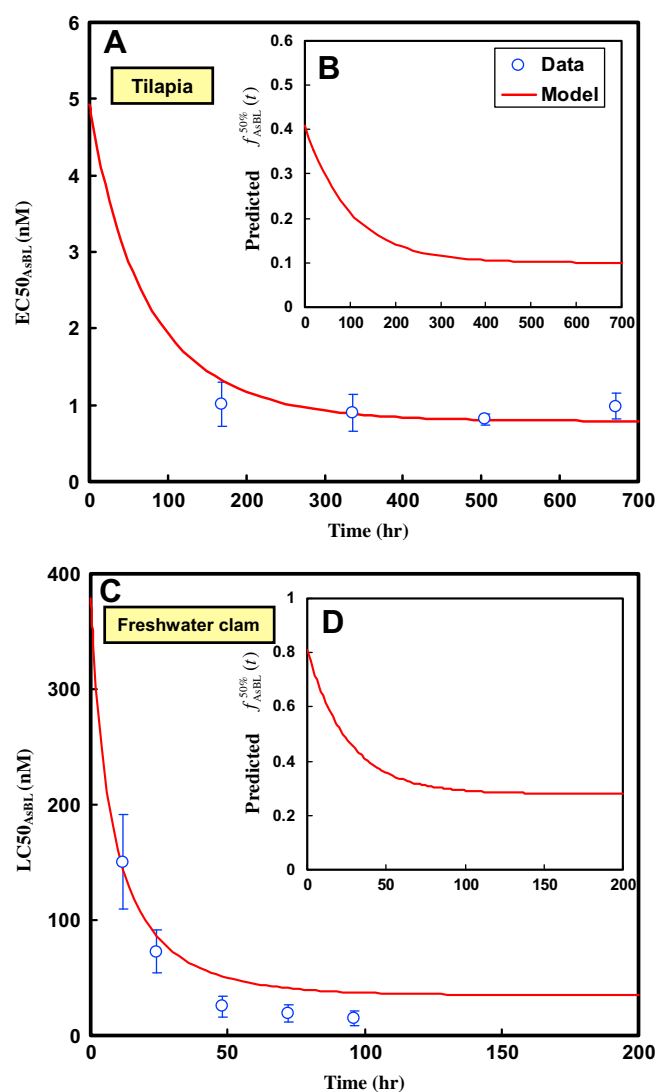 A
Tilapia
B
Data
Model
Predicted f 50% AsBL (t)
0.6
0.5
0.4
0.3
0.2
0.1
0 100 200 300 400 500 600 700
EC50AsBL (nM)
6
5
4
3
2
1
0
0 100 200 300 400 500 600 700
Time (hr)
C
Freshwater clam
D
Predicted f 50% AsBL (t)
1
0.8
0.6
0.4
0.2
0
0 50 100 150 200
LC50AsBL (nM)
400
300
200
100
0
0 50 100 150 200
Time (hr)